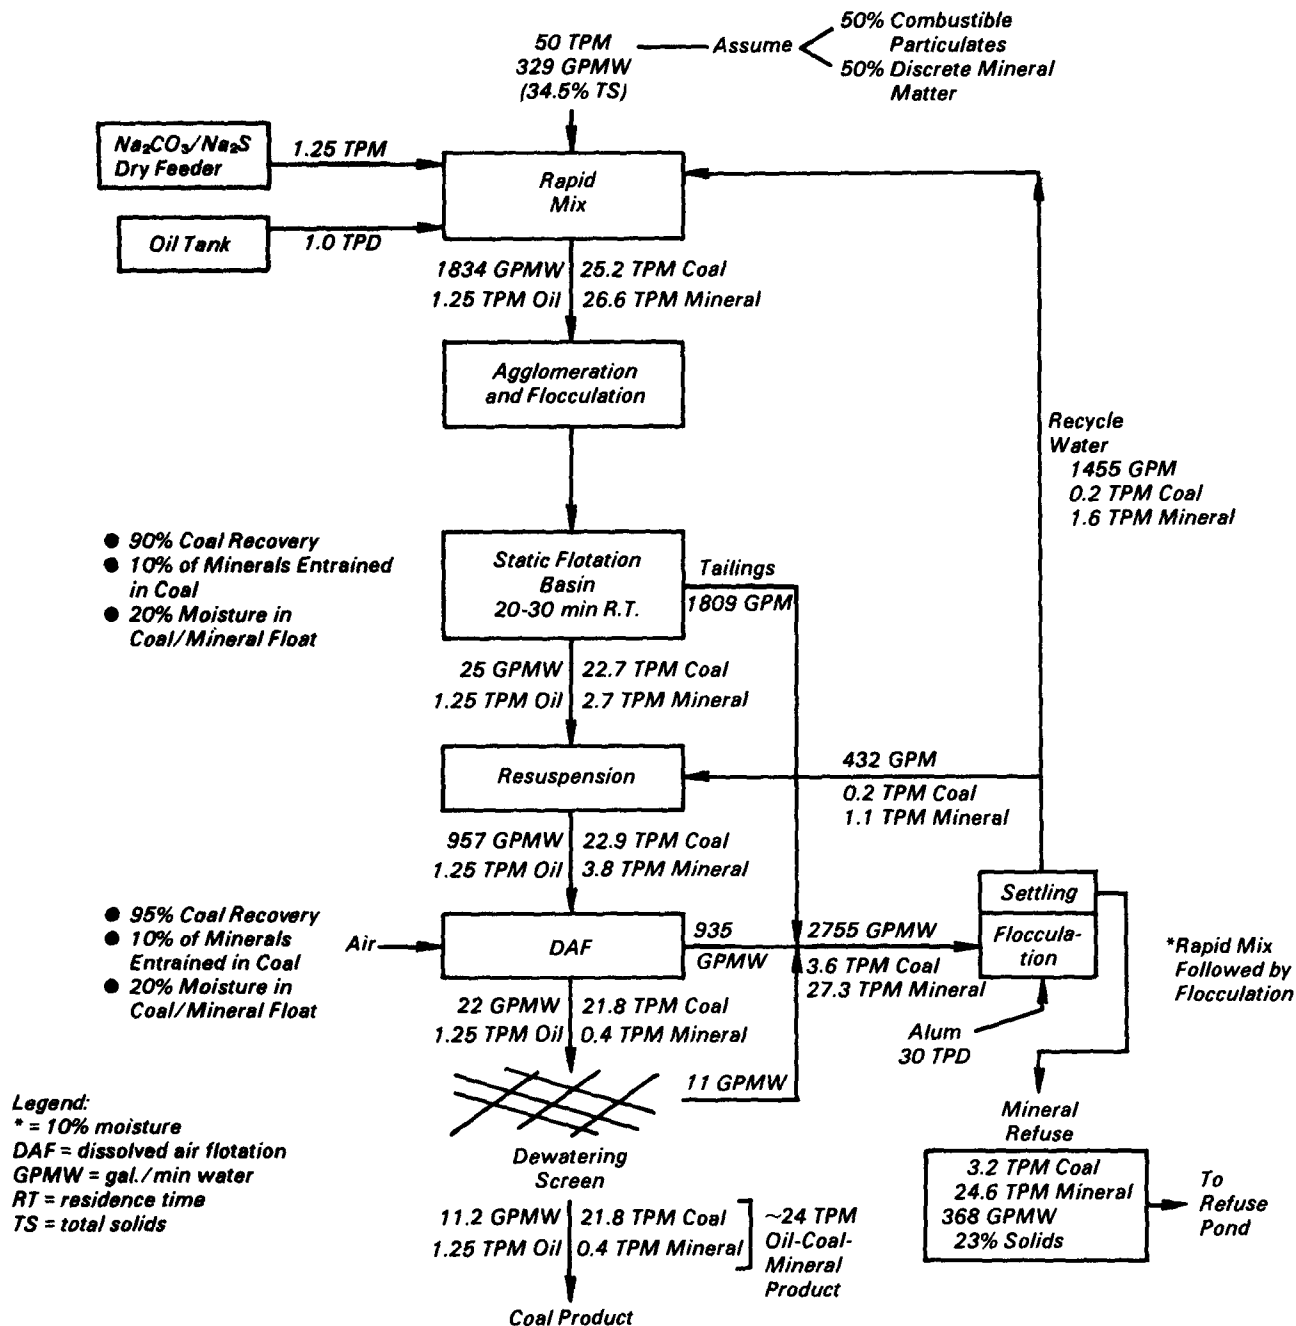 50 TPM
329 GPMW
(34.5% TS)
Assume
50% Combustible
Particulates
50% Discrete Mineral
Matter
Na₂CO₃/Na₂S
Dry Feeder
1.25 TPM
Oil Tank
1.0 TPD
Rapid
Mix
1834 GPMW
25.2 TPM Coal
1.25 TPM Oil
26.6 TPM Mineral
Agglomeration
and Flocculation
Recycle
Water
1455 GPM
0.2 TPM Coal
1.6 TPM Mineral
● 90% Coal Recovery
● 10% of Minerals Entrained
in Coal
● 20% Moisture in
Coal/Mineral Float
Static Flotation
Basin
20-30 min R.T.
Tailings
1809 GPM
25 GPMW
22.7 TPM Coal
1.25 TPM Oil
2.7 TPM Mineral
Resuspension
432 GPM
0.2 TPM Coal
1.1 TPM Mineral
957 GPMW
22.9 TPM Coal
1.25 TPM Oil
3.8 TPM Mineral
● 95% Coal Recovery
● 10% of Minerals
Entrained in Coal
● 20% Moisture in
Coal/Mineral Float
Air
DAF
935
GPMW
2755 GPMW
3.6 TPM Coal
27.3 TPM Mineral
Settling
Floccula-
tion
*Rapid Mix
Followed by
Flocculation
Alum
30 TPD
22 GPMW
21.8 TPM Coal
1.25 TPM Oil
0.4 TPM Mineral
11 GPMW
Dewatering
Screen
Mineral
Refuse
3.2 TPM Coal
24.6 TPM Mineral
368 GPMW
23% Solids
To
Refuse
Pond
Legend:
* = 10% moisture
DAF = dissolved air flotation
GPMW = gal./min water
RT = residence time
TS = total solids
11.2 GPMW
21.8 TPM Coal
1.25 TPM Oil
0.4 TPM Mineral
~24 TPM
Oil-Coal-
Mineral
Product
Coal Product